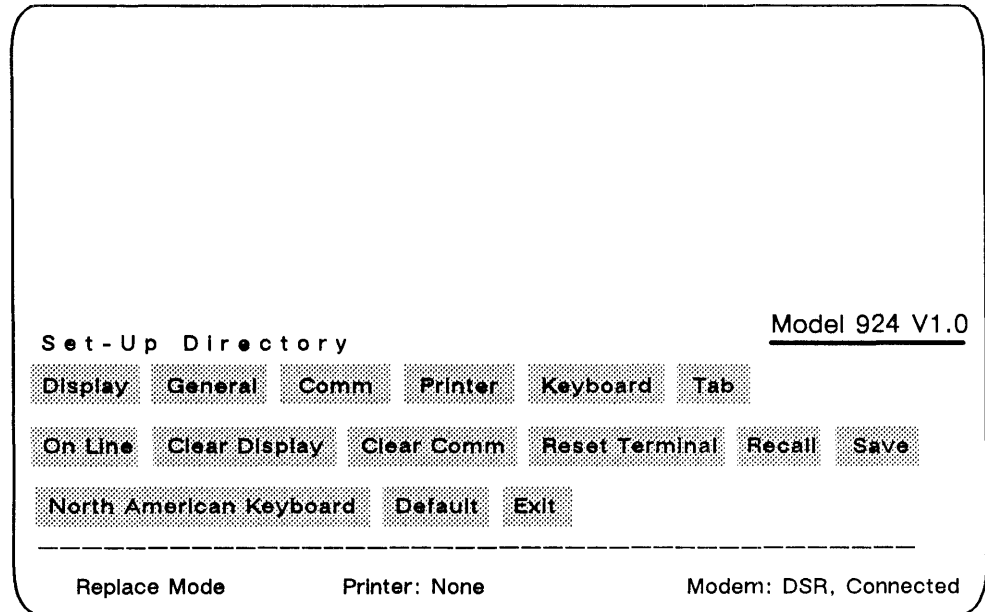 Model 924 V1.0
Set-Up Directory
Display General Comm Printer Keyboard Tab
On Line Clear Display Clear Comm Reset Terminal Recall Save
North American Keyboard Default Exit
Replace Mode Printer: None Modem: DSR, Connected